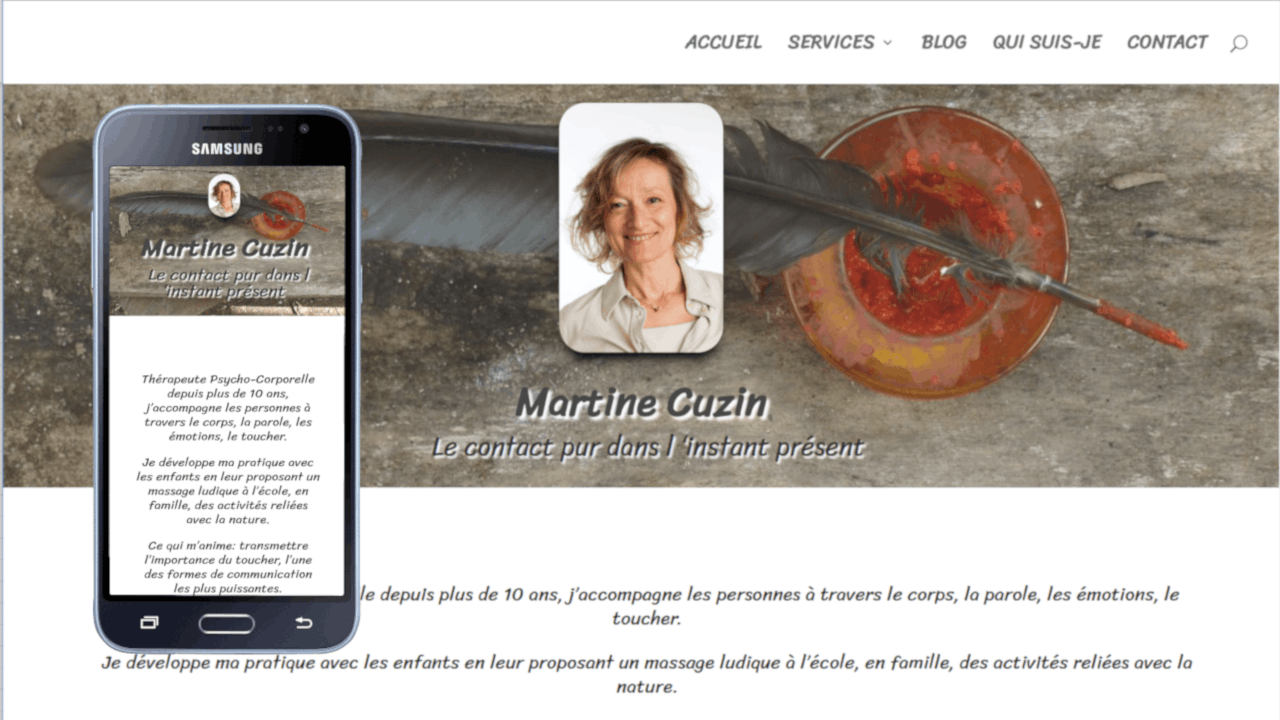 ACCUEIL SERVICES BLOG QUI SUIS-JE CONTACT
SAMSUNG
Martine Cuzin
Le contact pur dans l
'instant présent
Thérapeute Psycho-Corporelle
depuis plus de 10 ans,
j'accompagne les personnes à
travers le corps, la parole, les
émotions, le toucher.
Je développe ma pratique avec
les enfants en leur proposant un
massage ludique à l'école, en
famille, des activités reliées
avec la nature.
Ce qui m'anime: transmettre
l'importance du toucher, l'une
des formes de communication
les plus puissantes.
Martine Cuzin
Le contact pur dans l 'instant présent
le depuis plus de 10 ans, j'accompagne les personnes à travers le corps, la parole, les émotions, le
toucher.
Je développe ma pratique avec les enfants en leur proposant un massage ludique à l'école, en famille, des activités reliées avec la
nature.